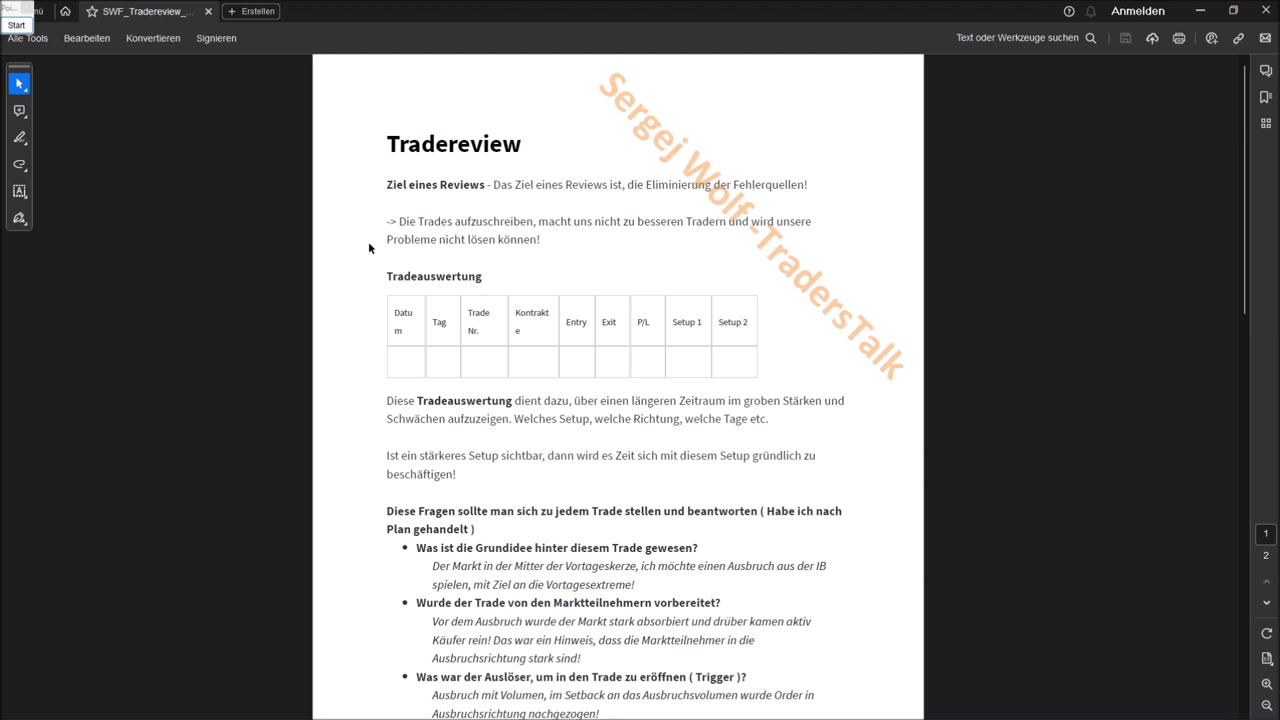 Poi...
nü
SWF_Tradereview_...
Erstellen
Anmelden
Start
Alle Tools
Bearbeiten
Konvertieren
Signieren
Text oder Werkzeuge suchen
Sergej Wolf - TradersTalk
Tradereview
Ziel eines Reviews - Das Ziel eines Reviews ist, die Eliminierung der Fehlerquellen!
-> Die Trades aufzuschreiben, macht uns nicht zu besseren Tradern und wird unsere
Probleme nicht lösen können!
Tradeauswertung
Datu
m
Tag
Trade
Nr.
Kontrakt
e
Entry
Exit
P/L
Setup 1
Setup 2
Diese Tradeauswertung dient dazu, über einen längeren Zeitraum im groben Stärken und
Schwächen aufzuzeigen. Welches Setup, welche Richtung, welche Tage etc.
Ist ein stärkeres Setup sichtbar, dann wird es Zeit sich mit diesem Setup gründlich zu
beschäftigen!
Diese Fragen sollte man sich zu jedem Trade stellen und beantworten ( Habe ich nach
Plan gehandelt )
• Was ist die Grundidee hinter diesem Trade gewesen?
Der Markt in der Mitter der Vortageskerze, ich möchte einen Ausbruch aus der IB
spielen, mit Ziel an die Vortagesextreme!
• Wurde der Trade von den Marktteilnehmern vorbereitet?
Vor dem Ausbruch wurde der Markt stark absorbiert und drüber kamen aktiv
Käufer rein! Das war ein Hinweis, dass die Marktteilnehmer in die
Ausbruchsrichtung stark sind!
• Was war der Auslöser, um in den Trade zu eröffnen ( Trigger )?
Ausbruch mit Volumen, im Setback an das Ausbruchsvolumen wurde Order in
Ausbruchsrichtung nachgezogen!
1
2